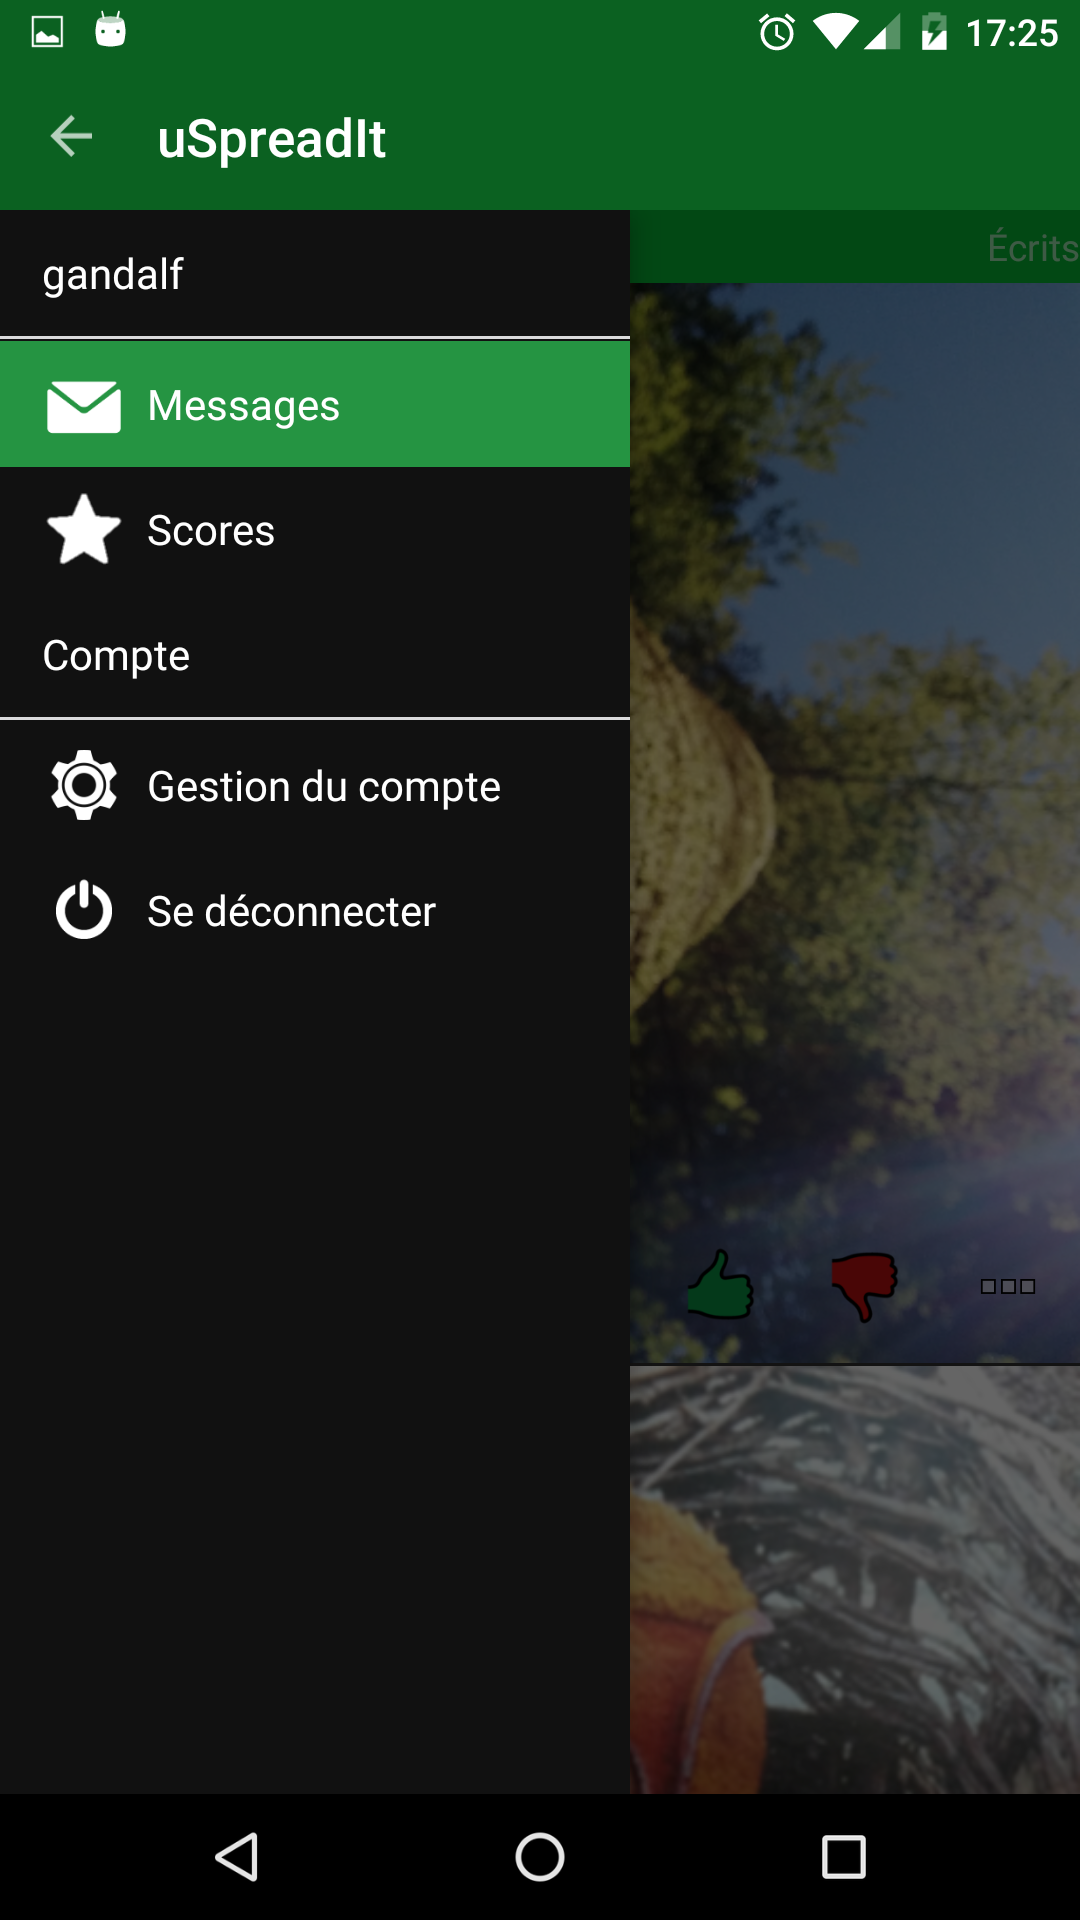 17:25
uSpreadIt
Écrits
gandalf
Messages
Scores
Compte
Gestion du compte
Se déconnecter